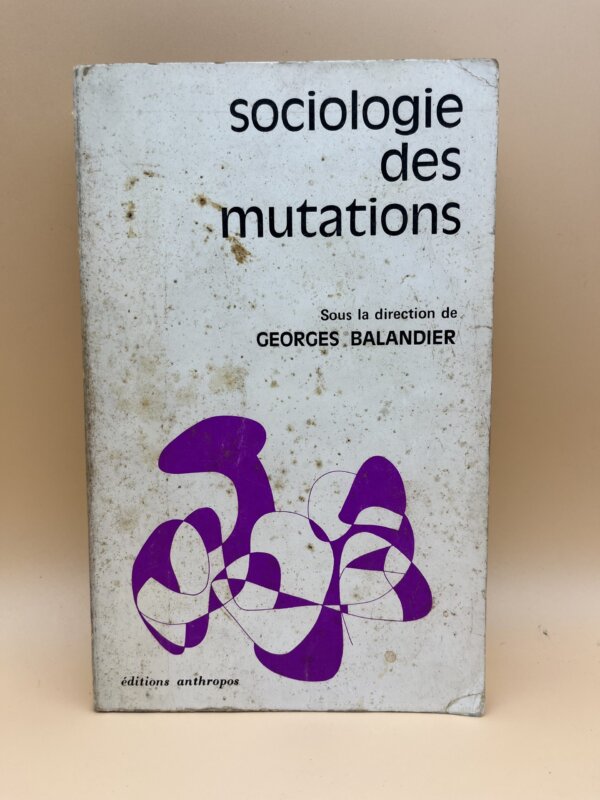 sociologie
des
mutations
Sous la direction de
GEORGES BALANDIER
éditions anthropos